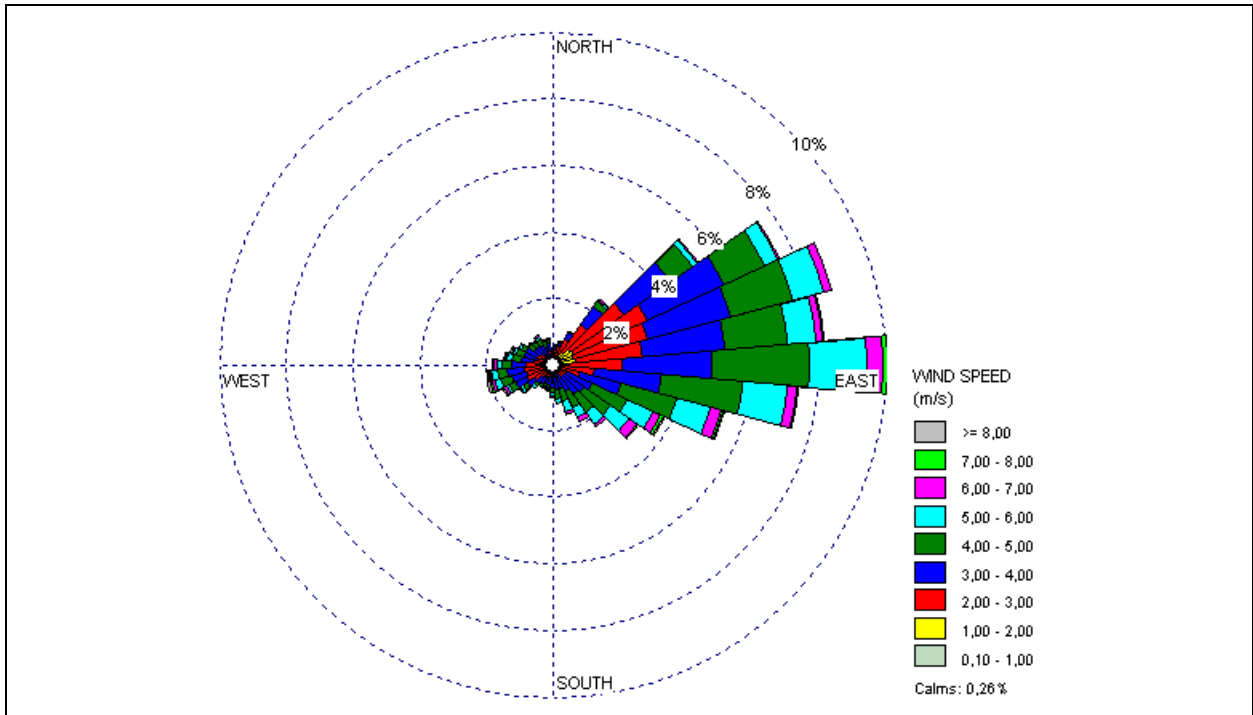 NORTH
10%
8%
6%
4%
2%
WEST
EAST
SOUTH
WIND SPEED
(m/s)
>= 8,00
7,00 - 8,00
6,00 - 7,00
5,00 - 6,00
4,00 - 5,00
3,00 - 4,00
2,00 - 3,00
1,00 - 2,00
0,10 - 1,00
Calms: 0,26%